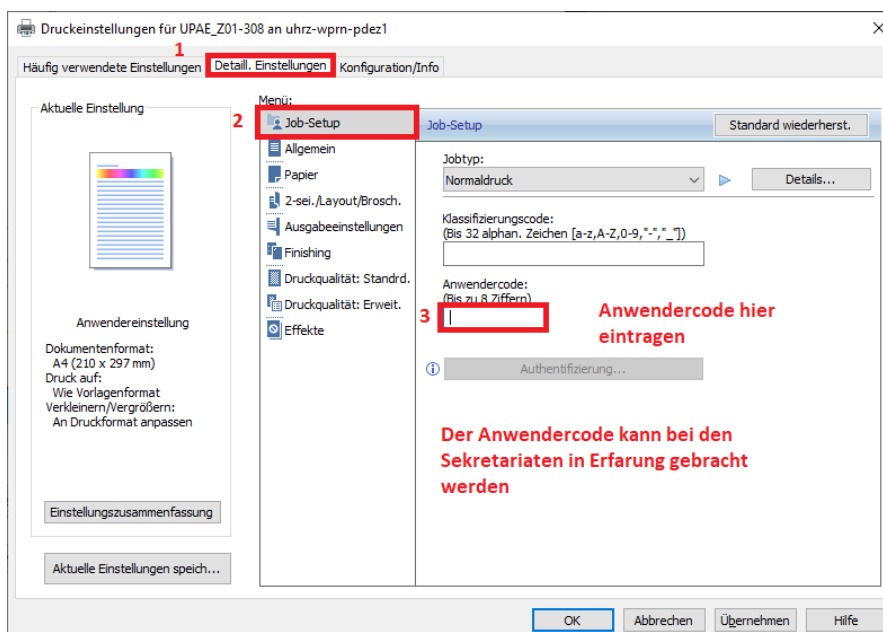 Druckeinstellungen für UPAE_Z01-308 an uhrz-wprn-pdez1
1
Häufig verwendete Einstellungen
Detaill. Einstellungen
Konfiguration/Info
Aktuelle Einstellung
Anwendereinstellung
Dokumentenformat:
A4 (210 x 297 mm)
Druck auf:
Wie Vorlagenformat
Verkleinern/Vergrößern:
An Druckformat anpassen
Einstellungszusammenfassung
Aktuelle Einstellungen speich...
Menü:
2
Job-Setup
Allgemein
Papier
2-sei./Layout/Brosch.
Ausgabeeinstellungen
Finishing
Druckqualität: Standrd.
Druckqualität: Erweit.
Effekte
Job-Setup
Standard wiederherst.
Jobtyp:
Normaldruck
Details...
Klassifizierungscode:
(Bis 32 alphan. Zeichen [a-z,A-Z,0-9,"-","_"])
Anwendercode:
(Bis zu 8 Ziffern)
3
Anwendercode hier
eintragen
Authentifizierung...
Der Anwendercode kann bei den
Sekretariaten in Erfarung gebracht
werden
OK
Abbrechen
Übernehmen
Hilfe